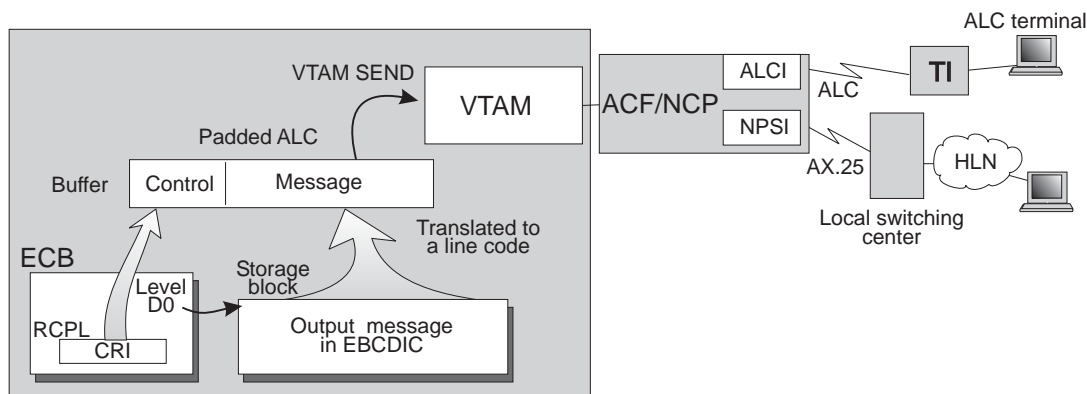 ALC terminal
VTAM SEND
VTAM
ACF/NCP
ALCI
ALC
TI
NPSI
AX.25
HLN
Local switching
center
Padded ALC
Buffer
Control
Message
Translated to
a line code
ECB
Level
D0
Storage
block
RCPL
CRI
Output message
in EBCDIC